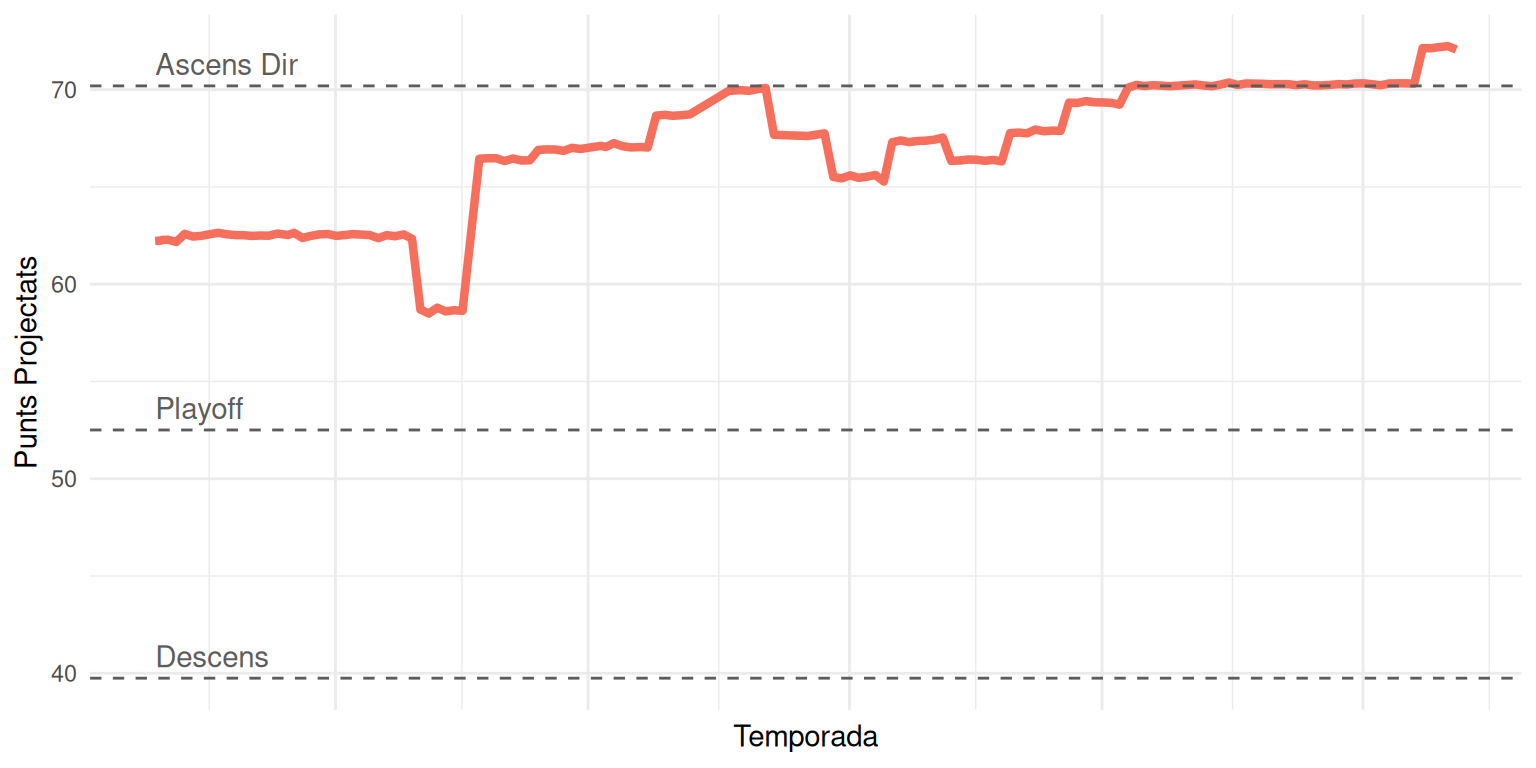 Ascens Dir
70
60
Playoff
50
Descens
40
Punts Projectats
Temporada